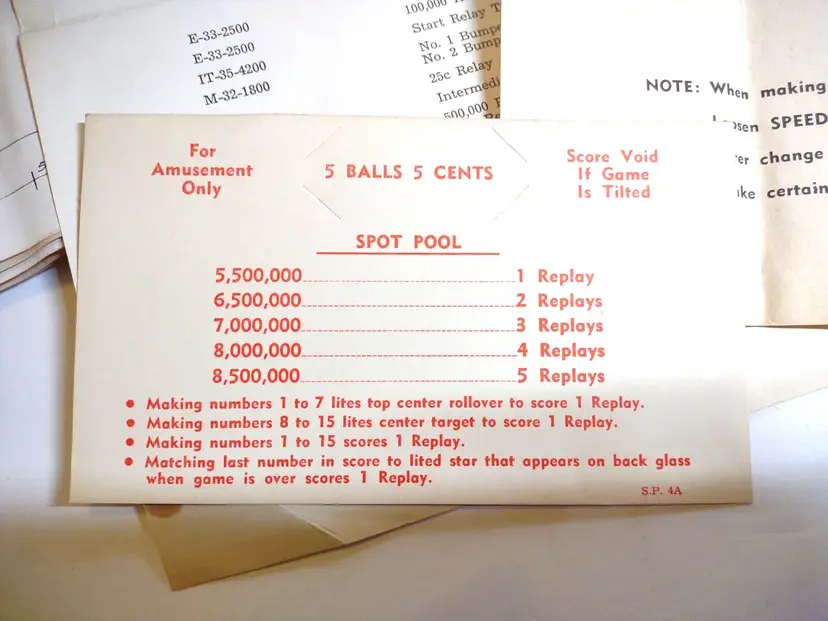 E-33-2500
E-33-2500
IT-35-4200
M-32-1800
100,000
Start Relay
No. 1 Bumpe
No. 2 Bump
25c Relay
Intermedi
500,000
NOTE: When making
SPEED
change
certain
For
Amusement
Only
5 BALLS 5 CENTS
Score Void
If Game
Is Tilted
SPOT POOL
5,500,000 1 Replay
6,500,000 2 Replays
7,000,000 3 Replays
8,000,000 4 Replays
8,500,000 5 Replays
• Making numbers 1 to 7 lites top center rollover to score 1 Replay.
• Making numbers 8 to 15 lites center target to score 1 Replay.
• Making numbers 1 to 15 scores 1 Replay.
• Matching last number in score to lited star that appears on back glass
when game is over scores 1 Replay.
S.P. 4A